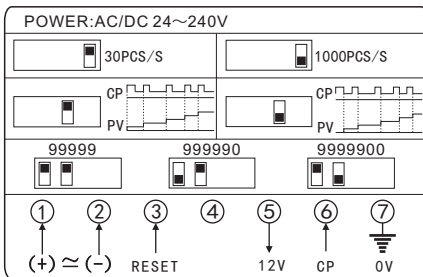 POWER:AC/DC 24～240V
30PCS/S 1000PCS/S
CP CP
PV PV
99999 999990 9999900
① ② ③ ④ ⑤ ⑥ ⑦
(+) ≃ (-) RESET 12V CP 0V